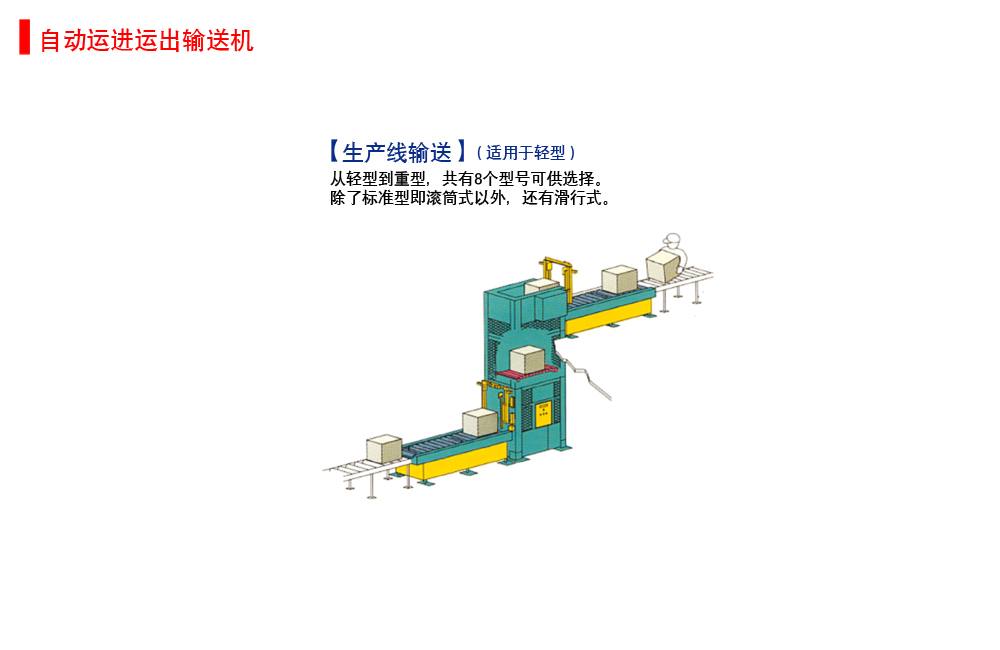 自动运进运出输送机
【生产线输送】（适用于轻型）
从轻型到重型，共有8个型号可供选择。
除了标准型即滚筒式以外，还有滑行式。